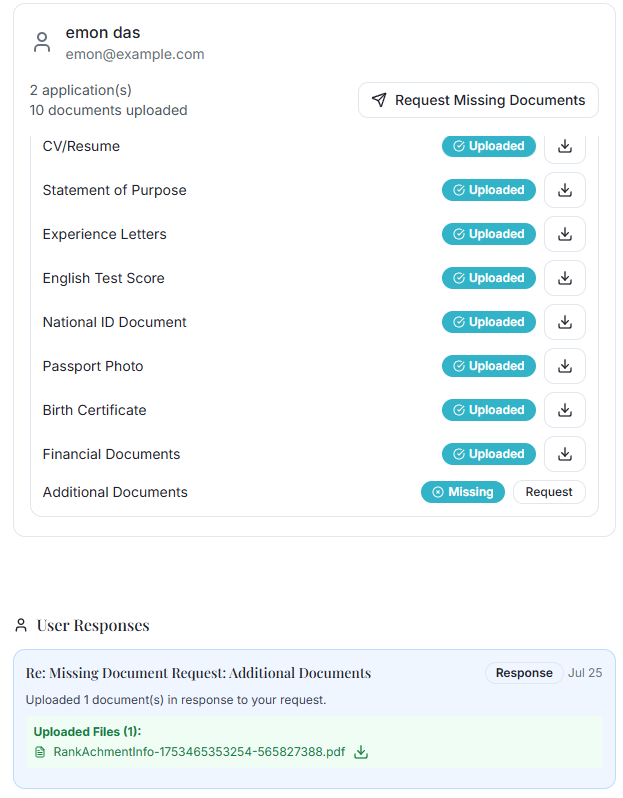 emon das
emon@example.com
2 application(s)
10 documents uploaded
Request Missing Documents
CV/Resume Uploaded
Statement of Purpose Uploaded
Experience Letters Uploaded
English Test Score Uploaded
National ID Document Uploaded
Passport Photo Uploaded
Birth Certificate Uploaded
Financial Documents Uploaded
Additional Documents Missing Request
User Responses
Re: Missing Document Request: Additional Documents Response Jul 25
Uploaded 1 document(s) in response to your request.
Uploaded Files (1):
RankAchmentInfo-1753465353254-565827388.pdf